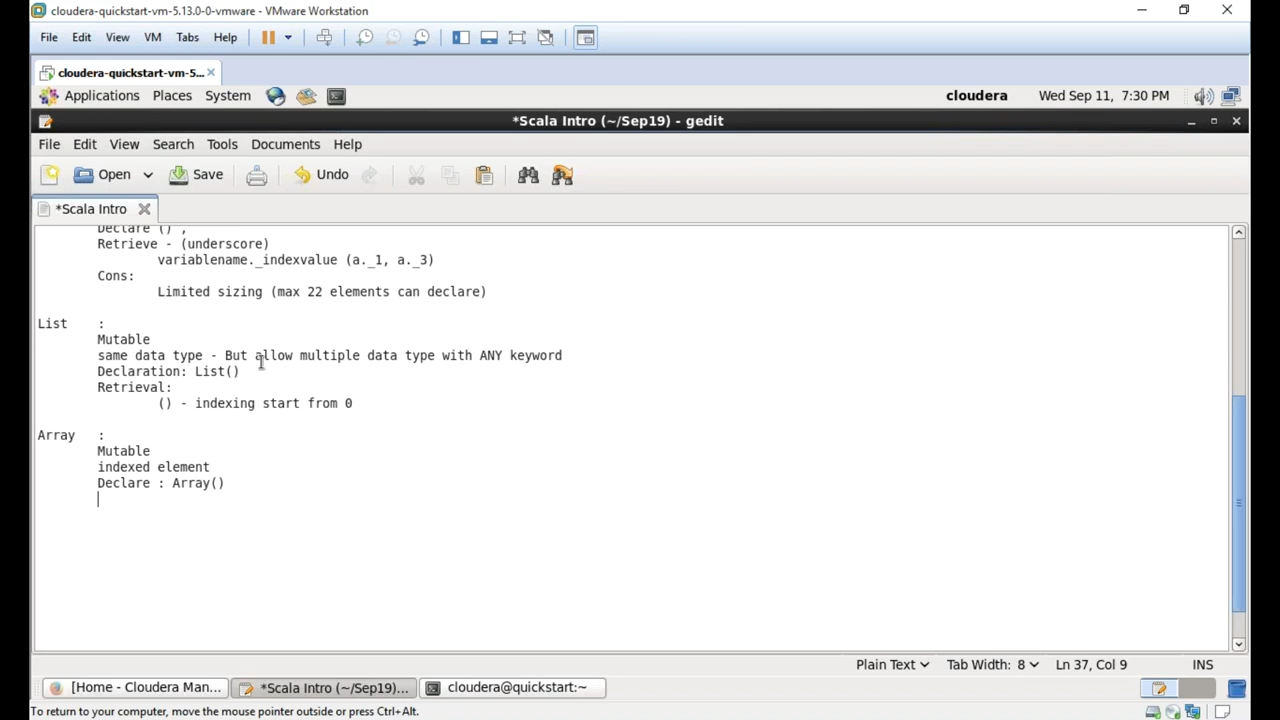 cloudera-quickstart-vm-5.13.0-0-vmware - VMware Workstation
File Edit View VM Tabs Help
cloudera-quickstart-vm-5...
Applications Places System cloudera Wed Sep 11, 7:30 PM
*Scala Intro (~/Sep19) - gedit
File Edit View Search Tools Documents Help
Open Save Undo
*Scala Intro
Declare () ,
Retrieve - (underscore)
variablename._indexvalue (a._1, a._3)
Cons:
Limited sizing (max 22 elements can declare)
List :
Mutable
same data type - But allow multiple data type with ANY keyword
Declaration: List()
Retrieval:
() - indexing start from 0
Array :
Mutable
indexed element
Declare : Array()
Plain Text Tab Width: 8 Ln 37, Col 9 INS
[Home - Cloudera Man... *Scala Intro (~/Sep19)... cloudera@quickstart:~
To return to your computer, move the mouse pointer outside or press Ctrl+Alt.